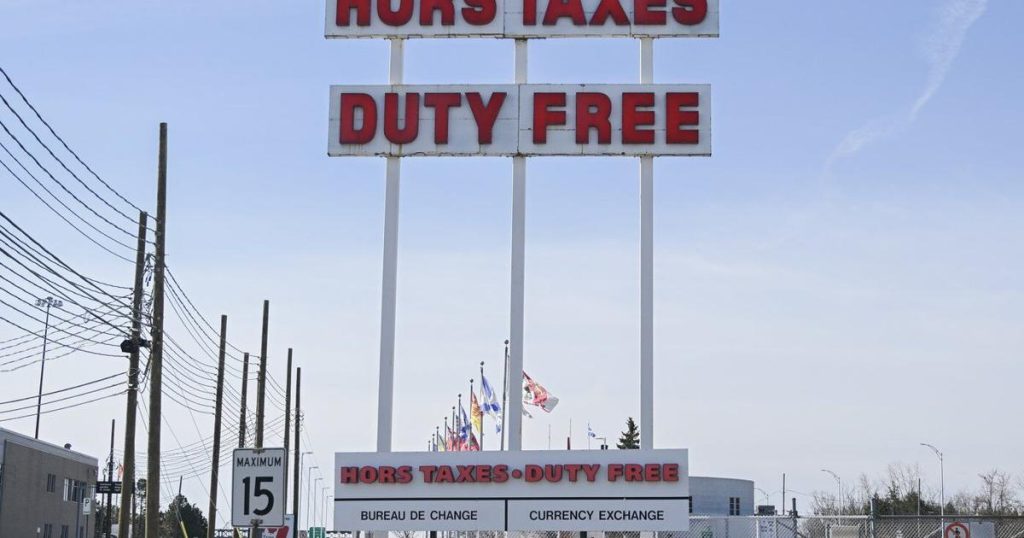 HORS TAXES
DUTY FREE
HORS TAXES • DUTY FREE
BUREAU DE CHANGE
CURRENCY EXCHANGE
MAXIMUM
15